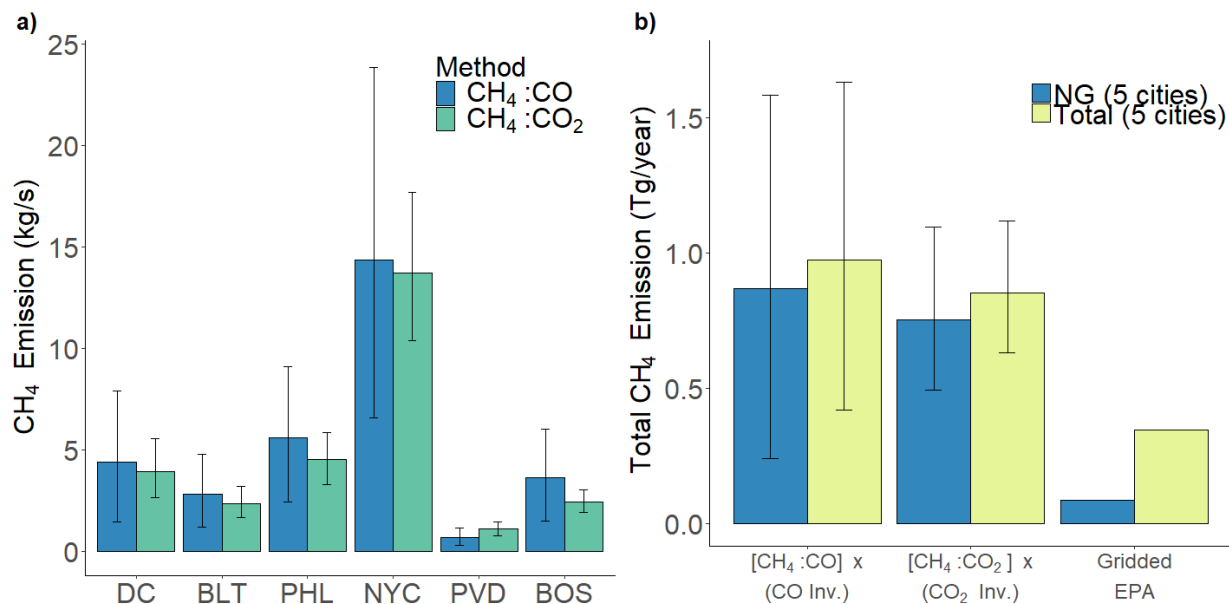 a)
25
20
15
10
5
0
CH₄ Emission (kg/s)
Method
CH₄ :CO
CH₄ :CO₂
DC BLT PHL NYC PVD BOS
b)
1.5
1.0
0.5
0.0
Total CH₄ Emission (Tg/year)
NG (5 cities)
Total (5 cities)
[CH₄ :CO] x [CH₄ :CO₂ ] x Gridded
(CO Inv.) (CO₂ Inv.) EPA